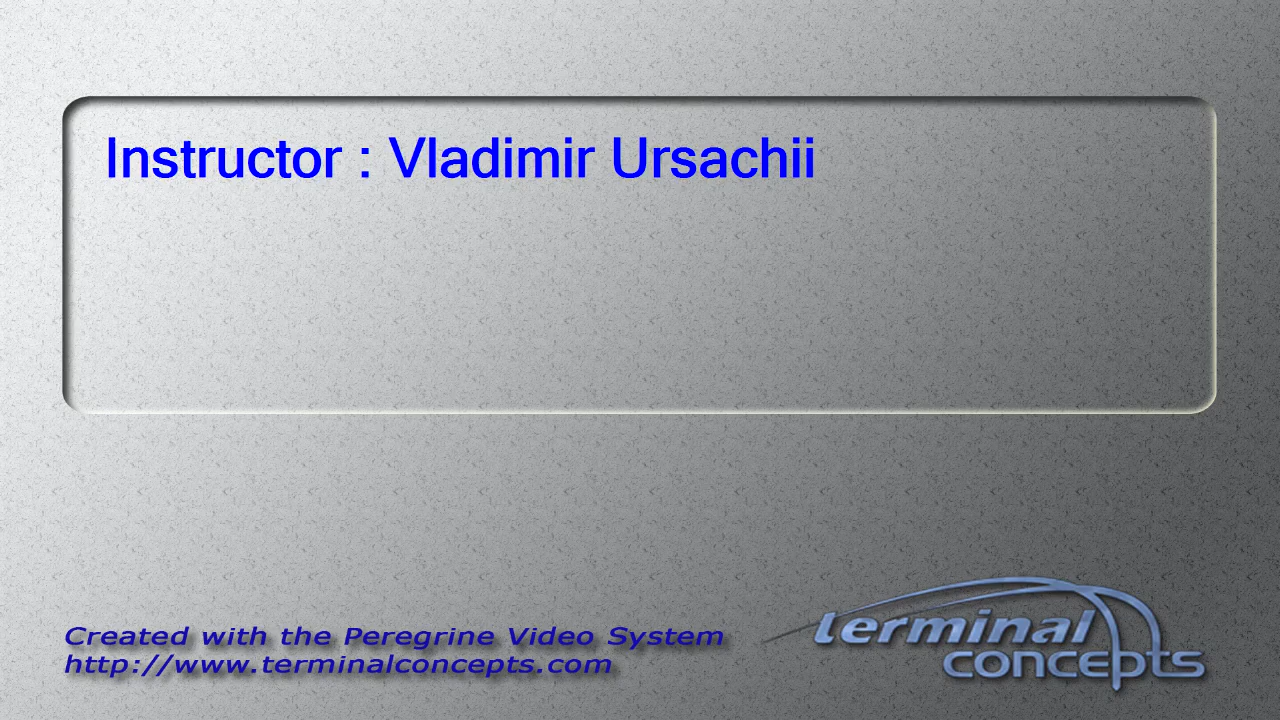 Instructor : Vladimir Ursachii
Created with the Peregrine Video System
http://www.terminalconcepts.com
terminal
concepts